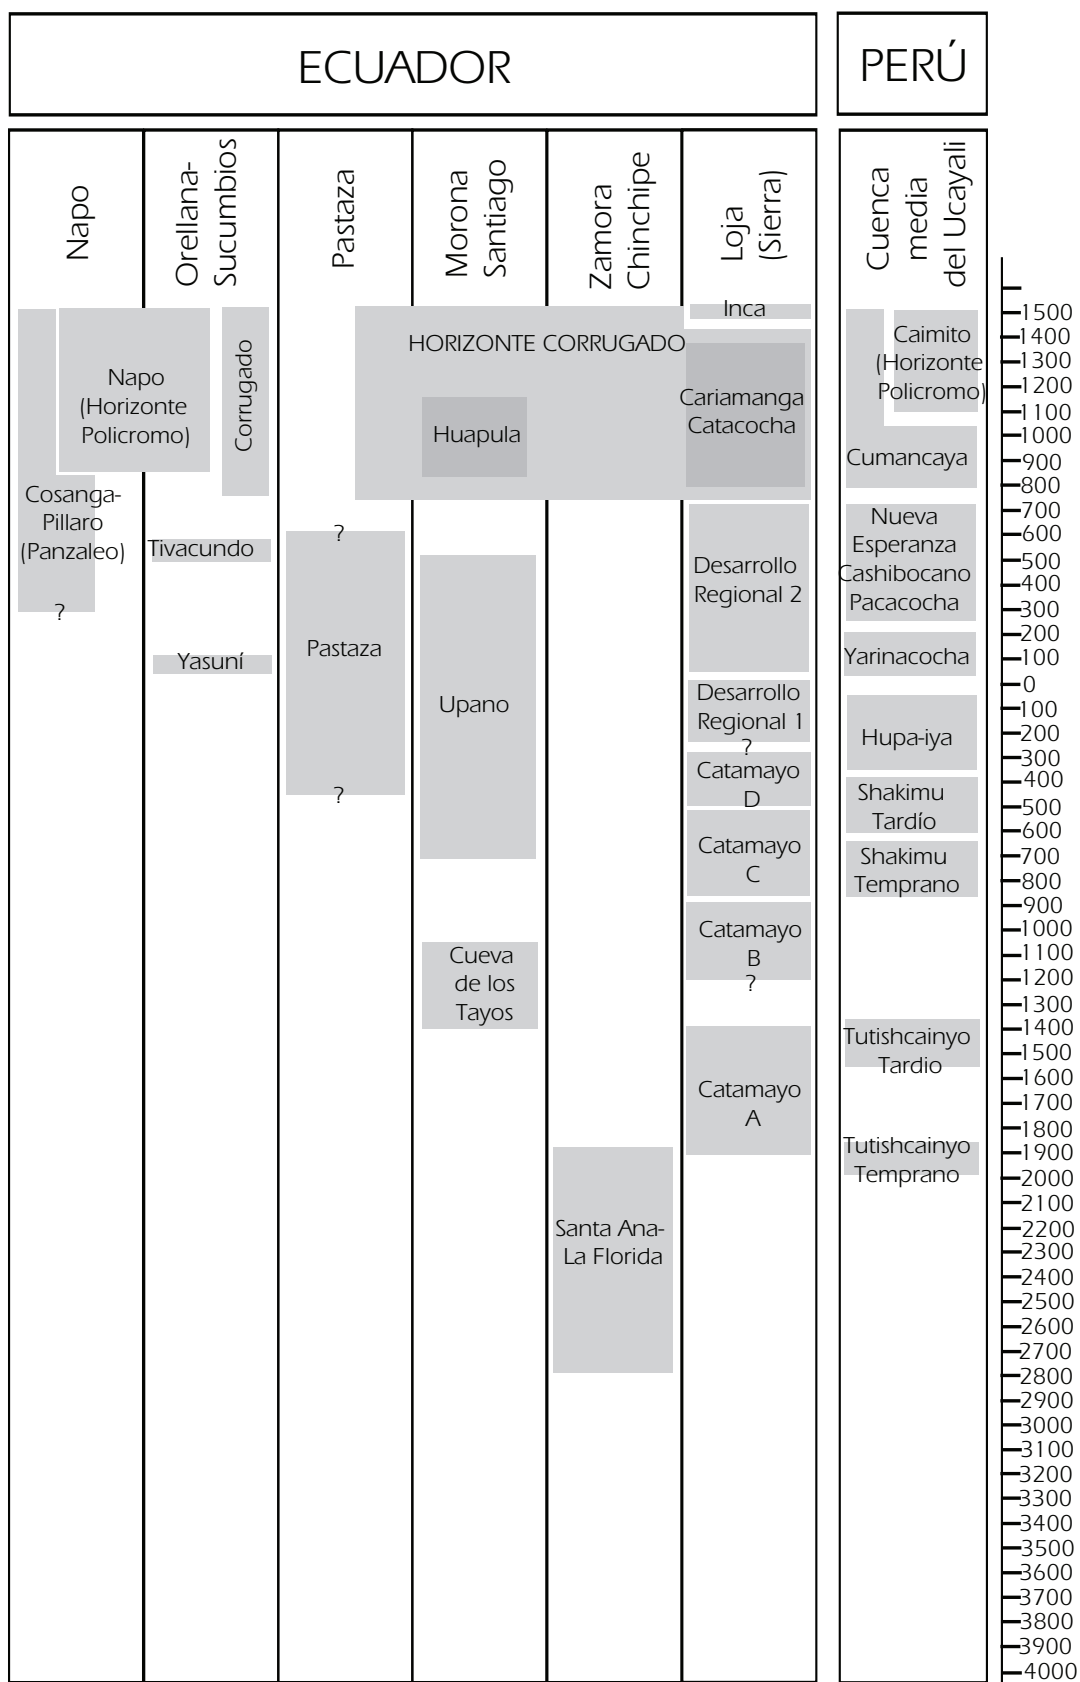 ECUADOR
PERÚ
Napo
Orellana-
Sucumbios
Pastaza
Morona
Santiago
Zamora
Chinchipe
Loja
(Sierra)
Cuenca
media
del Ucayali
Cosanga-
Pillaro
(Panzaleo)
?
Napo
(Horizonte
Policromo)
Corrugado
Tivacundo
Yasuní
?
Pastaza
?
HORIZONTE CORRUGADO
Huapula
Upano
Cueva
de los
Tayos
Santa Ana-
La Florida
Inca
Cariamanga
Catacocha
Desarrollo
Regional 2
Desarrollo
Regional 1
?
Catamayo
D
Catamayo
C
Catamayo
B
?
Catamayo
A
Caimito
(Horizonte
Policromo)
Cumancaya
Nueva
Esperanza
Cashibocano
Pacacocha
Yarinacocha
Hupa-iya
Shakimu
Tardío
Shakimu
Temprano
Tutishcainyo
Tardio
Tutishcainyo
Temprano
1500
1400
1300
1200
1100
1000
900
800
700
600
500
400
300
200
100
0
100
200
300
400
500
600
700
800
900
1000
1100
1200
1300
1400
1500
1600
1700
1800
1900
2000
2100
2200
2300
2400
2500
2600
2700
2800
2900
3000
3100
3200
3300
3400
3500
3600
3700
3800
3900
4000